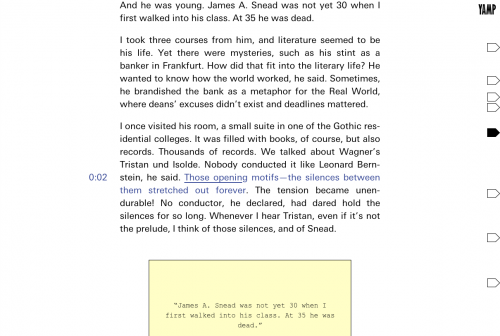 And he was young. James A. Snead was not yet 30 when I
first walked into his class. At 35 he was dead.
YAMP
I took three courses from him, and literature seemed to be
his life. Yet there were mysteries, such as his stint as a
banker in Frankfurt. How did that fit into the literary life? He
wanted to know how the world worked, he said. Sometimes,
he brandished the bank as a metaphor for the Real World,
where deans’ excuses didn’t exist and deadlines mattered.
I once visited his room, a small suite in one of the Gothic res-
idential colleges. It was filled with books, of course, but also
records. Thousands of records. We talked about Wagner’s
Tristan und Isolde. Nobody conducted it like Leonard Bern-
0:02 stein, he said. Those opening motifs—the silences between
them stretched out forever. The tension became unen-
durable! No conductor, he declared, had dared hold the
silences for so long. Whenever I hear Tristan, even if it’s not
the prelude, I think of those silences, and of Snead.
“James A. Snead was not yet 30 when I
first walked into his class. At 35 he was
dead.”